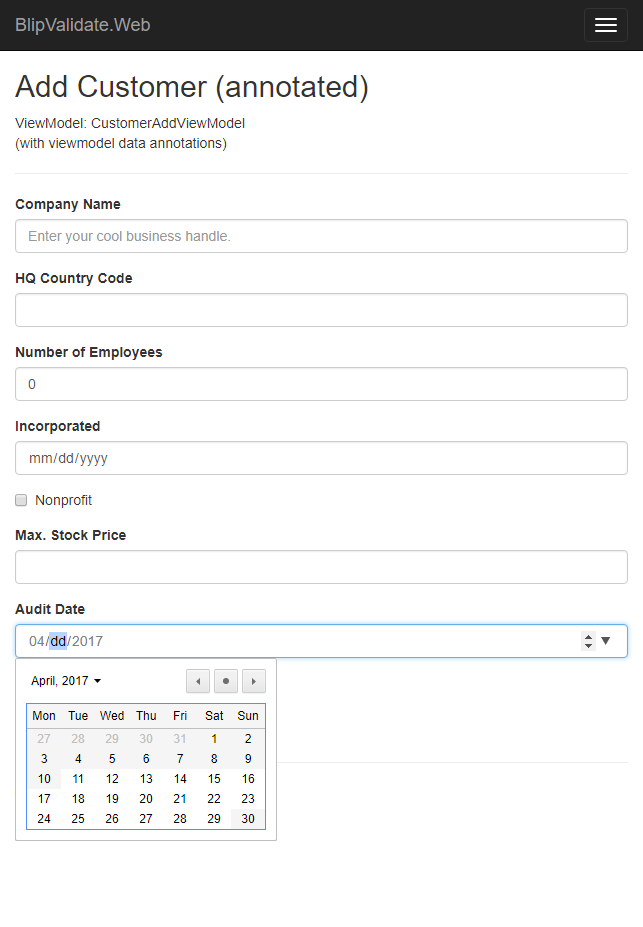 BlipValidate.Web
Add Customer (annotated)
ViewModel: CustomerAddViewModel
(with viewmodel data annotations)
Company Name
Enter your cool business handle.
HQ Country Code
Number of Employees
0
Incorporated
mm/dd/yyyy
Nonprofit
Max. Stock Price
Audit Date
04/dd/2017
April, 2017
Mon Tue Wed Thu Fri Sat Sun
27 28 29 30 31 1 2
3 4 5 6 7 8 9
10 11 12 13 14 15 16
17 18 19 20 21 22 23
24 25 26 27 28 29 30